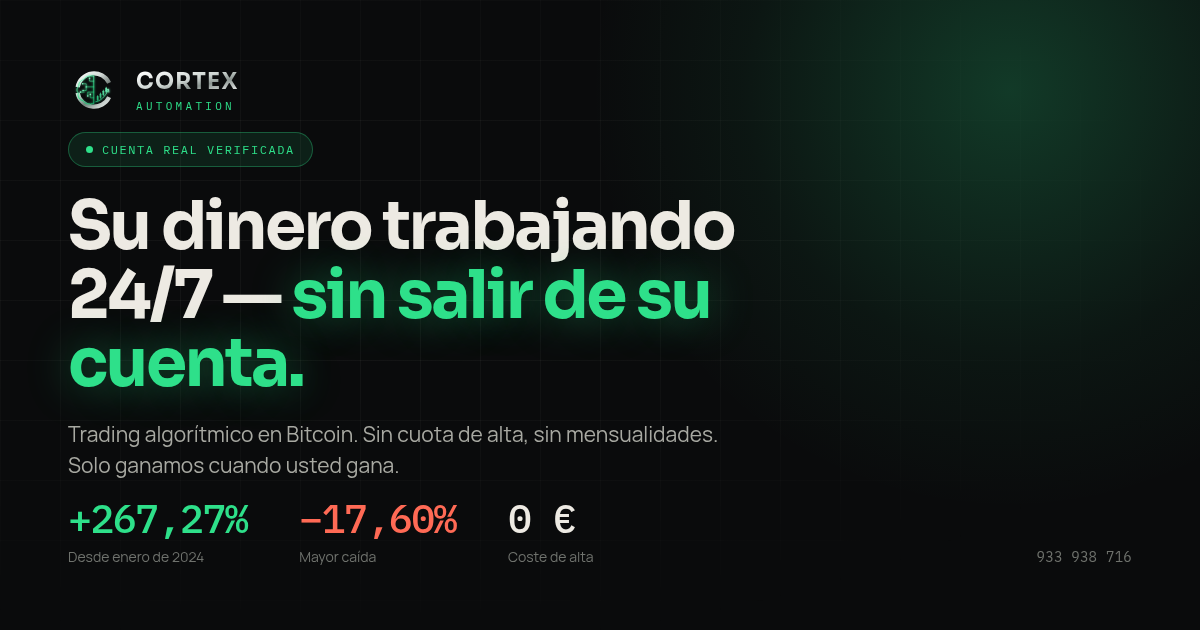 CORTEX
AUTOMATION
CUENTA REAL VERIFICADA
Su dinero trabajando
24/7 — sin salir de su
cuenta.
Trading algorítmico en Bitcoin. Sin cuota de alta, sin mensualidades.
Solo ganamos cuando usted gana.
+267,27% −17,60% 0 €
Desde enero de 2024 Mayor caída Coste de alta 933 938 716